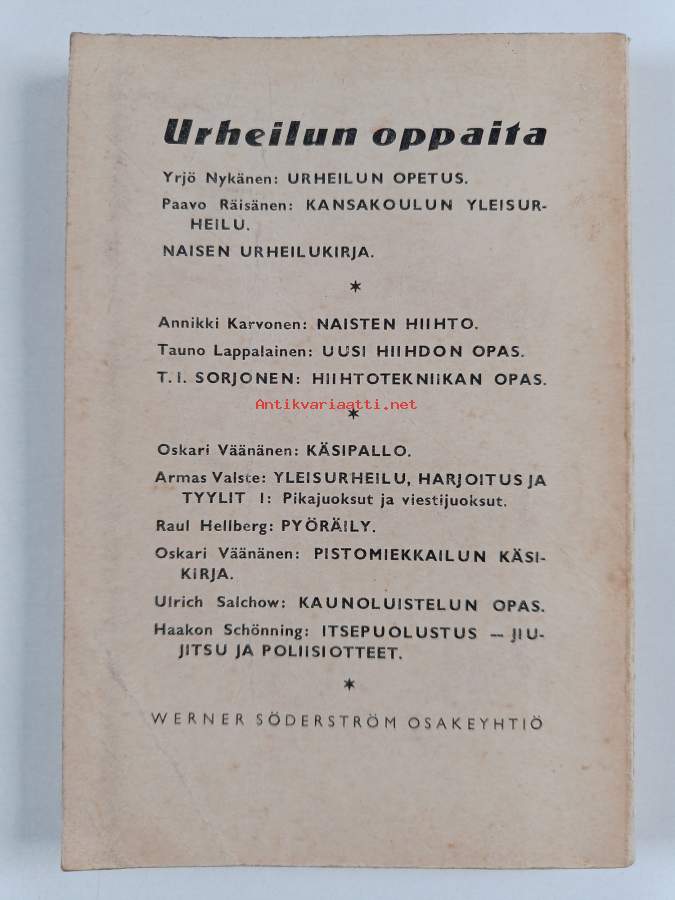 Urheilun oppaita
Yrjö Nykänen: URHEILUN OPETUS.
Paavo Räisänen: KANSAKOULUN YLEISUR-
HEILU.
NAISEN URHEILUKIRJA.
*
Annikki Karvonen: NAISTEN HIIHTO.
Tauno Lappalainen: UUSI HIIHDON OPAS.
T. I. SORJONEN: HIIHTOTEKNIIKAN OPAS.
Antikvariaatti.net
*
Oskari Väänänen: KÄSIPALLO.
Armas Valste: YLEISURHEILU, HARJOITUS JA
TYYLIT I: Pikajuoksut ja viestijuoksut.
Raul Hellberg: PYÖRÄILY.
Oskari Väänänen: PISTOMIEKKAILUN KÄSI-
KIRJA.
Ulrich Salchow: KAUNOLUISTELUN OPAS.
Haakon Schönning: ITSEPUOLUSTUS — JIU-
JITSU JA POLIISIOTTEET.
*
WERNER SÖDERSTRÖM OSAKEYHTIÖ